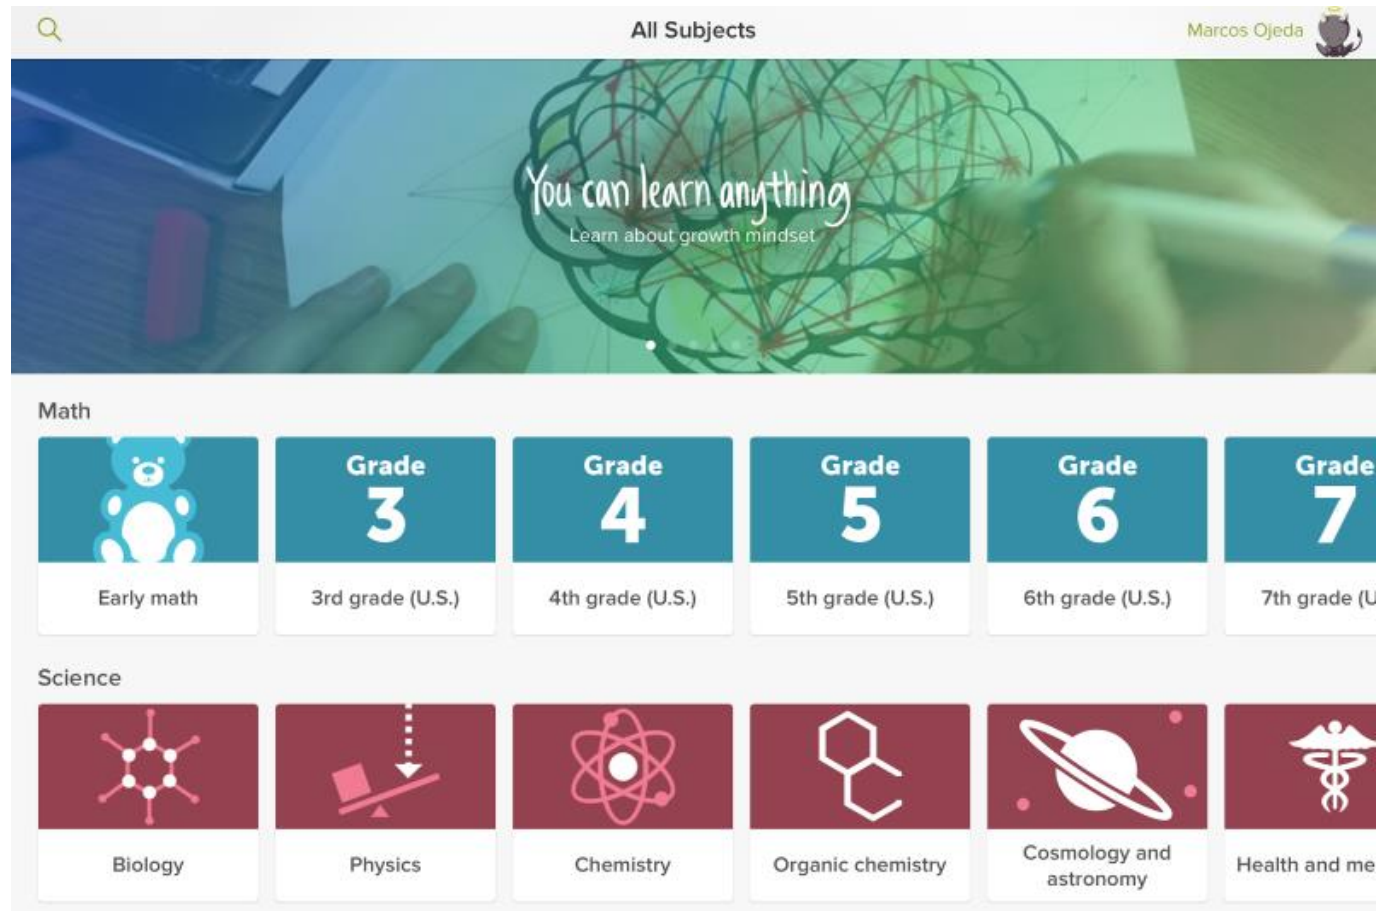 All Subjects
Marcos Ojeda
You can learn anything
Learn about growth mindset
Math
Grade
3
Grade
4
Grade
5
Grade
6
Grade
7
Early math
3rd grade (U.S.)
4th grade (U.S.)
5th grade (U.S.)
6th grade (U.S.)
7th grade (U
Science
Biology
Physics
Chemistry
Organic chemistry
Cosmology and
astronomy
Health and me